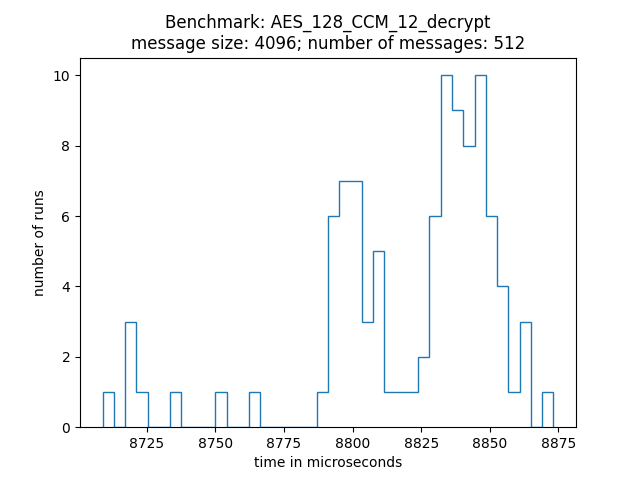 Benchmark: AES_128_CCM_12_decrypt
message size: 4096; number of messages: 512
number of runs
10
8
6
4
2
0
8725 8750 8775 8800 8825 8850 8875
time in microseconds